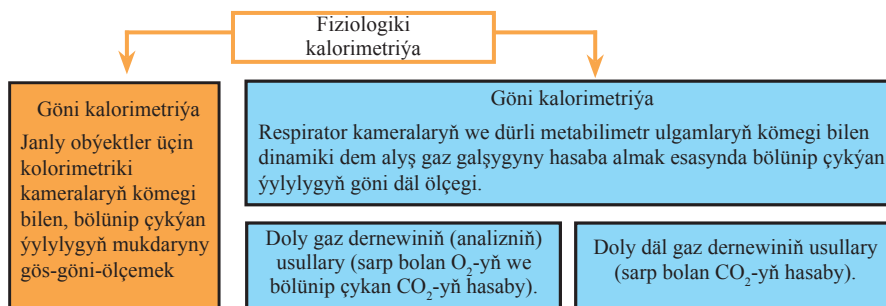 Fiziologiki
kalorimetriýa
Göni kalorimetriýa
Janly obýektler üçin
kolorimetriki
kameralaryň kömegi
bilen, bölünip çykýan
ýylylygyň mukdaryny
gös-göni-ölçemek
Göni kalorimetriýa
Respirator kameralaryň we dürli metabilimetr ulgamlaryň kömegi bilen
dinamiki dem alyş gaz galşygyny hasaba almak esasynda bölünip çykýan
ýylylygyň göni däl ölçegi.
Doly gaz dernewiniň (analizniň)
usullary (sarp bolan O₂-yň we
bölünip çykan CO₂-yň hasaby).
Doly däl gaz dernewiniň usullary
(sarp bolan CO₂-yň hasaby).